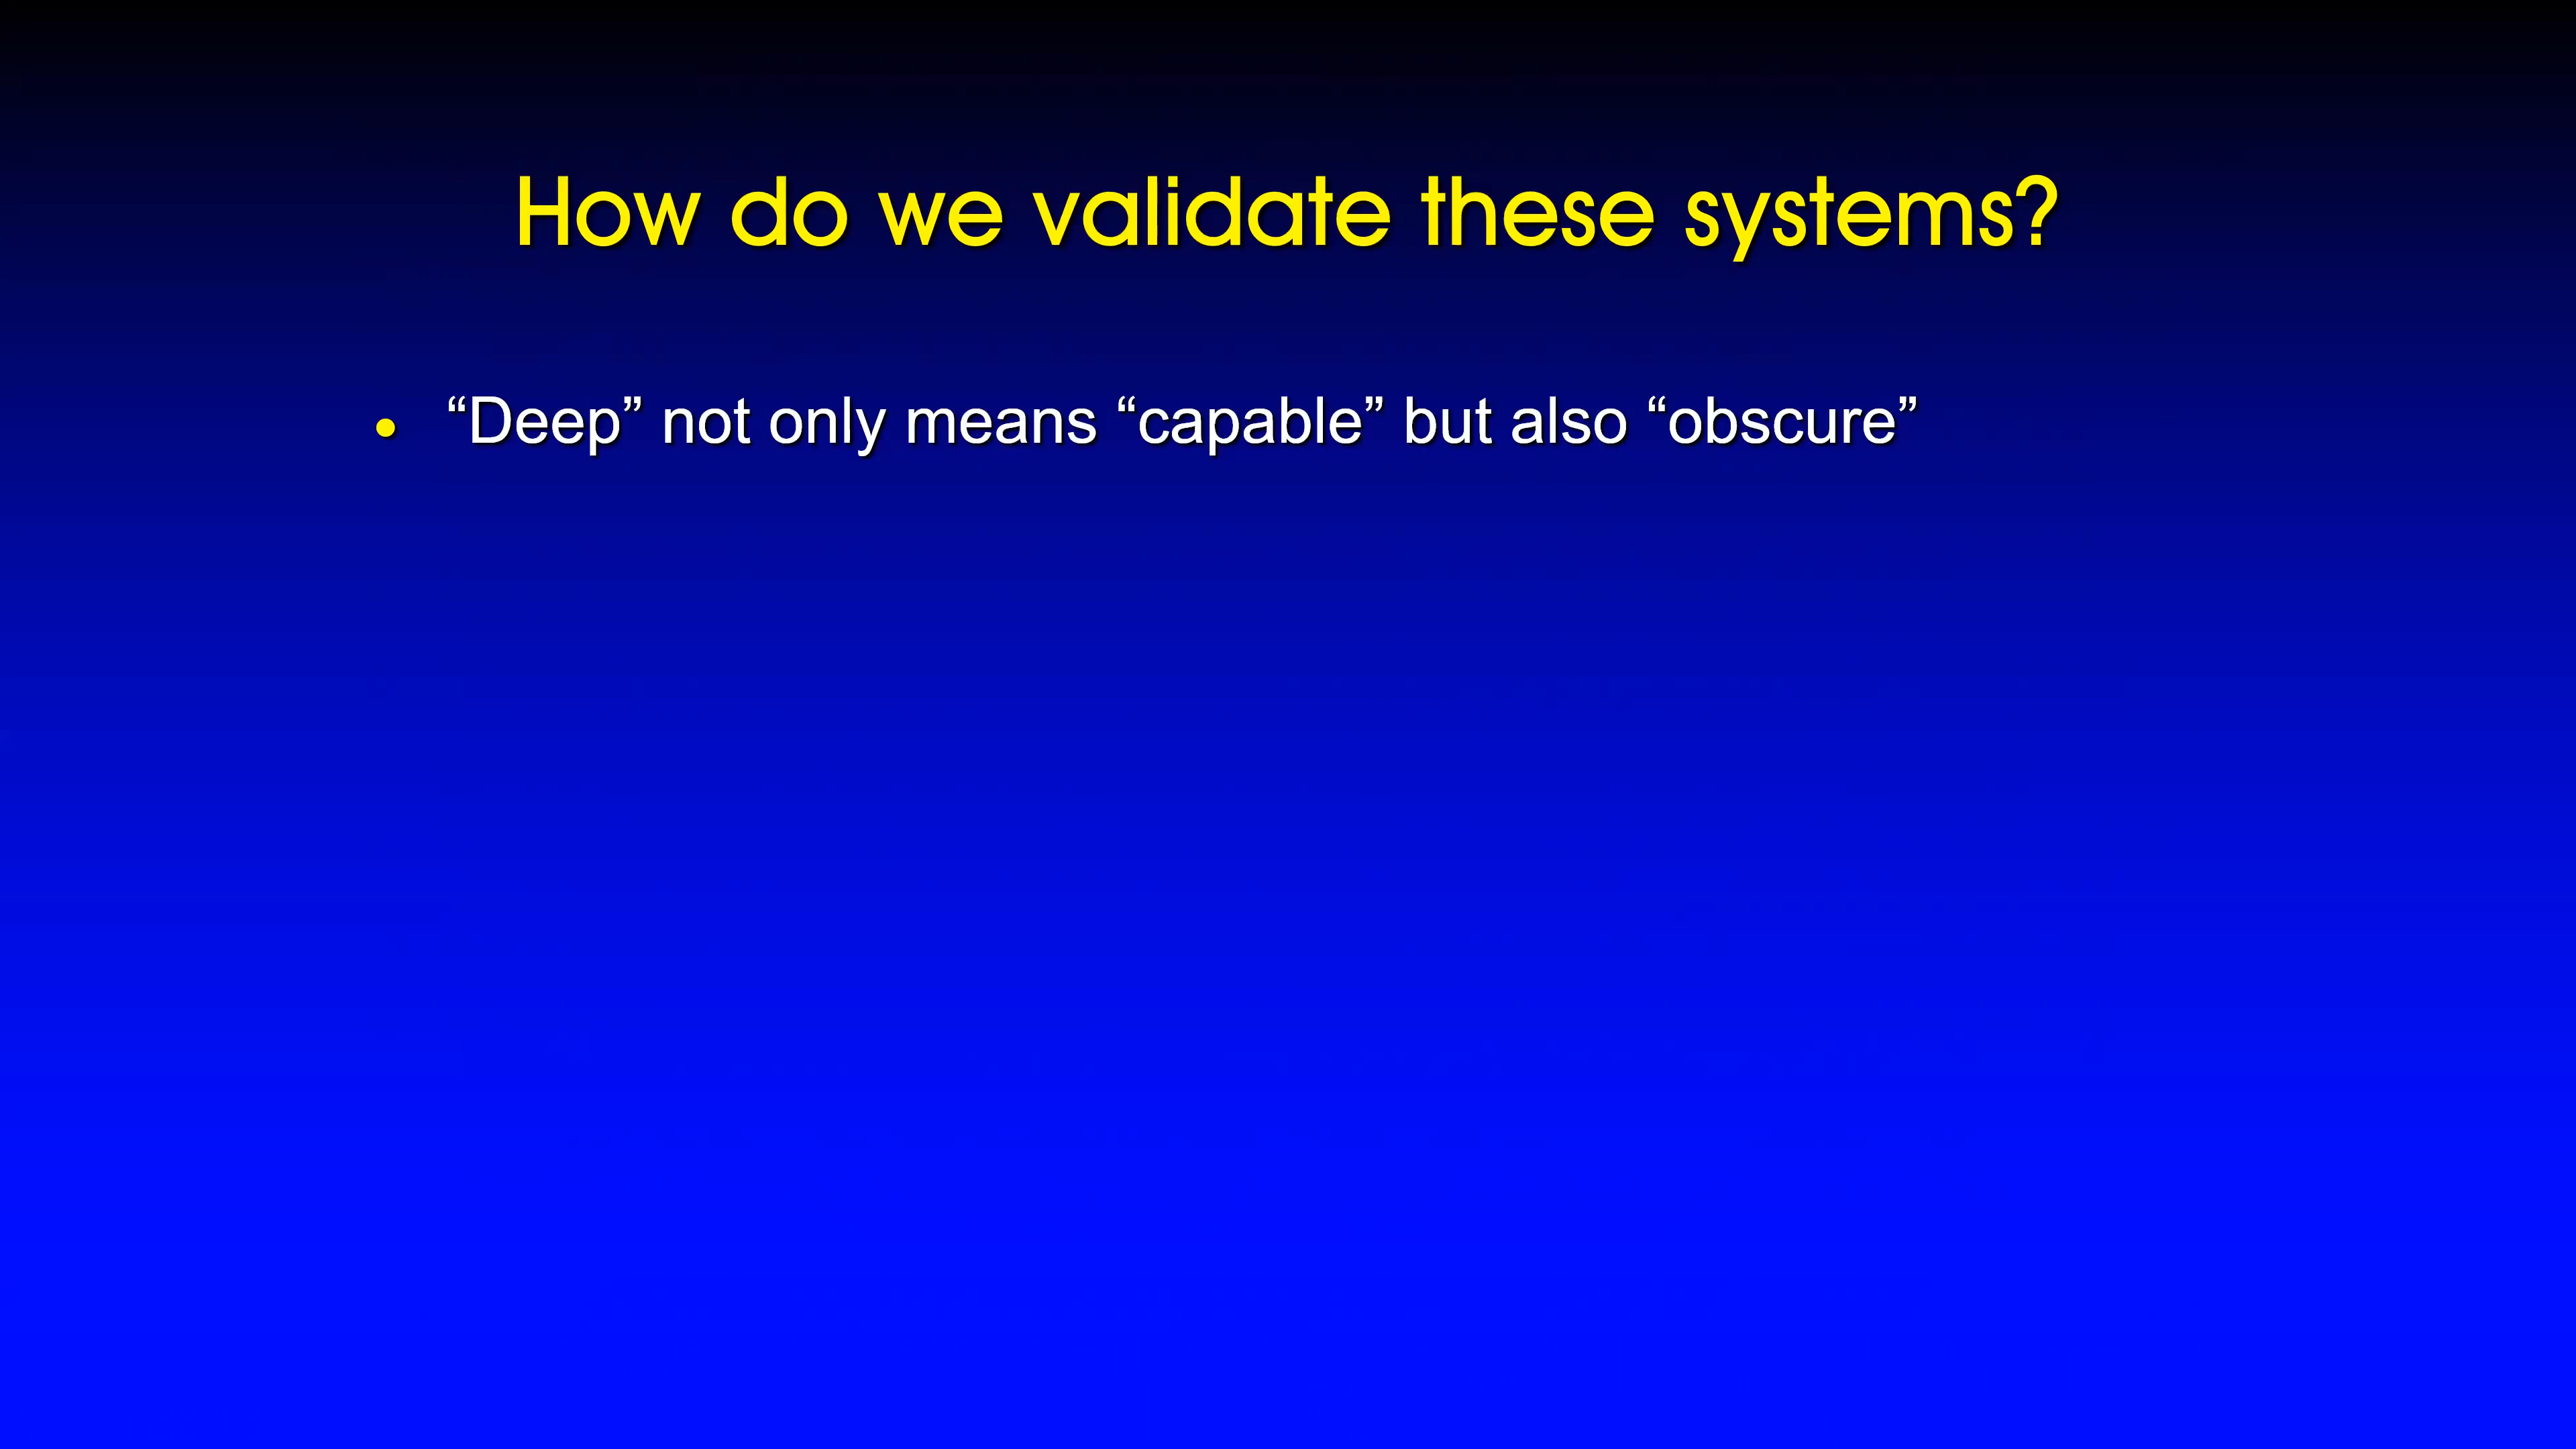 How do we validate these systems?
• “Deep” not only means “capable” but also “obscure”